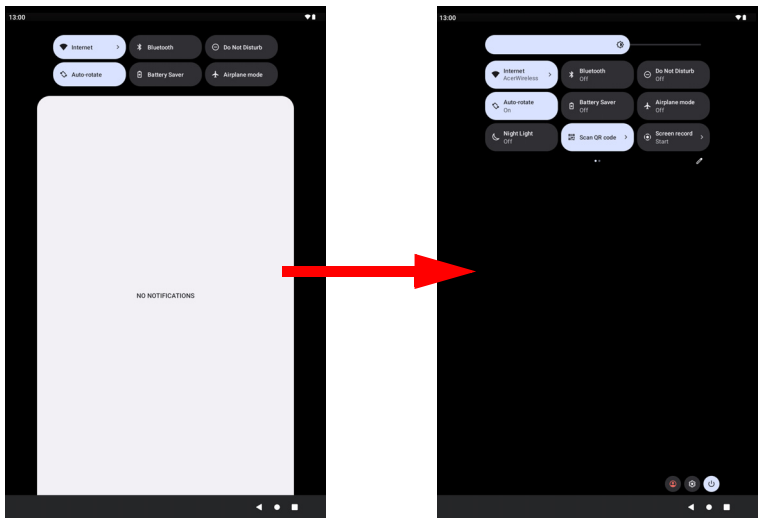 13:00
Internet
Bluetooth
Do Not Disturb
Auto-rotate
Battery Saver
Airplane mode
NO NOTIFICATIONS
13:00
Internet
AcerWireless
Bluetooth
Off
Do Not Disturb
Off
Auto-rotate
On
Battery Saver
Off
Airplane mode
Off
Night Light
Off
Scan QR code
Screen record
Start